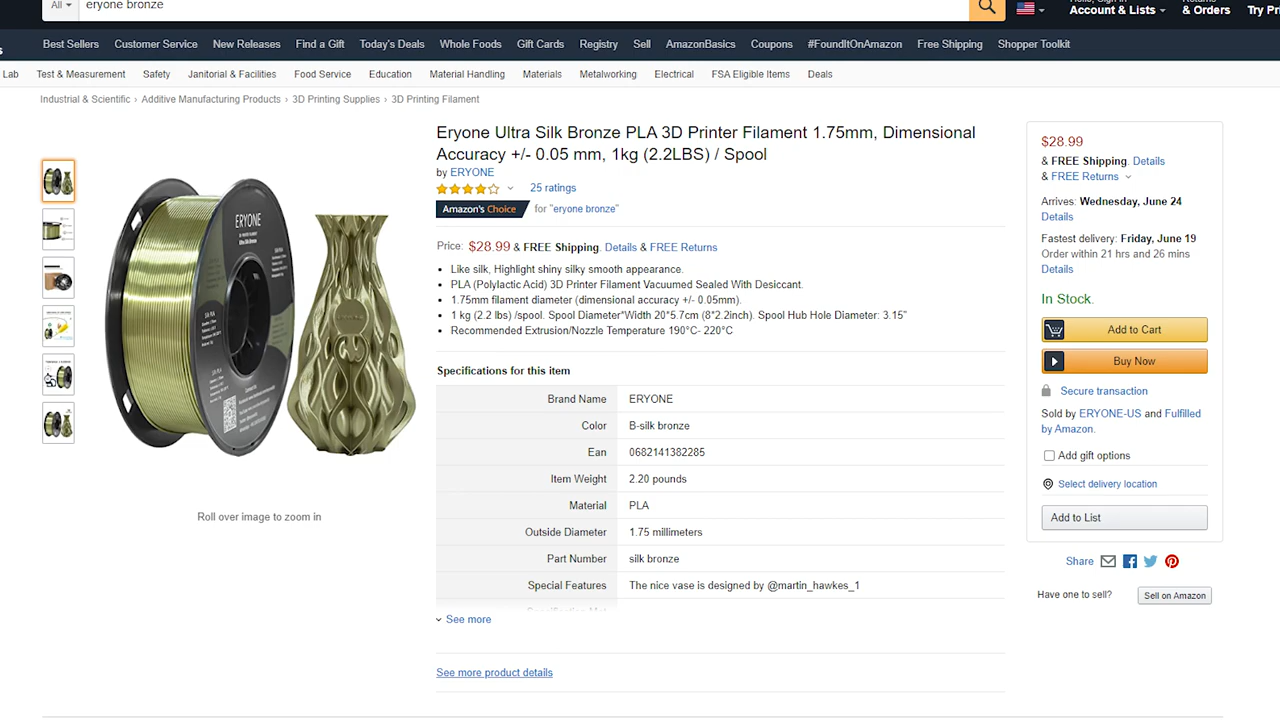 All
eryone bronze
Account & Lists
& Orders
Try Pri
Best Sellers Customer Service New Releases Find a Gift Today's Deals Whole Foods Gift Cards Registry Sell AmazonBasics Coupons #FoundItOnAmazon Free Shipping Shopper Toolkit
Lab Test & Measurement Safety Janitorial & Facilities Food Service Education Material Handling Materials Metalworking Electrical FSA Eligible Items Deals
Industrial & Scientific › Additive Manufacturing Products › 3D Printing Supplies › 3D Printing Filament
ERYONE
Eryone Ultra Silk Bronze PLA 3D Printer Filament 1.75mm, Dimensional
Accuracy +/- 0.05 mm, 1kg (2.2LBS) / Spool
by ERYONE
25 ratings
Amazon's Choice for "eryone bronze"
Price: $28.99 & FREE Shipping. Details & FREE Returns
Like silk, Highlight shiny silky smooth appearance.
PLA (Polylactic Acid) 3D Printer Filament Vacuumed Sealed With Desiccant.
1.75mm filament diameter (dimensional accuracy +/- 0.05mm).
1 kg (2.2 lbs) /spool. Spool Diameter*Width 20*5.7cm (8*2.2inch). Spool Hub Hole Diameter: 3.15”
Recommended Extrusion/Nozzle Temperature 190°C- 220°C
Specifications for this item
Brand Name ERYONE
Color B-silk bronze
Ean 0682141382285
Item Weight 2.20 pounds
Material PLA
Outside Diameter 1.75 millimeters
Part Number silk bronze
Special Features The nice vase is designed by @martin_hawkes_1
See more
See more product details
Roll over image to zoom in
$28.99
& FREE Shipping. Details
& FREE Returns
Arrives: Wednesday, June 24
Details
Fastest delivery: Friday, June 19
Order within 21 hrs and 26 mins
Details
In Stock.
Add to Cart
Buy Now
Secure transaction
Sold by ERYONE-US and Fulfilled
by Amazon.
Add gift options
Select delivery location
Add to List
Share
Have one to sell?
Sell on Amazon